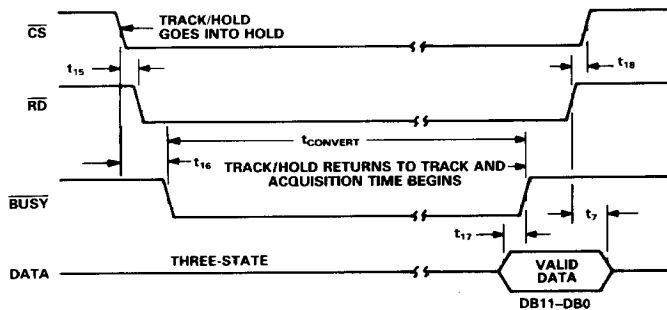 CS
TRACK/HOLD
GOES INTO HOLD
t15
t18
RD
tCONVERT
t16
TRACK/HOLD RETURNS TO TRACK AND
ACQUISITION TIME BEGINS
BUSY
t7
t17
DATA
THREE-STATE
VALID
DATA
DB11–DB0